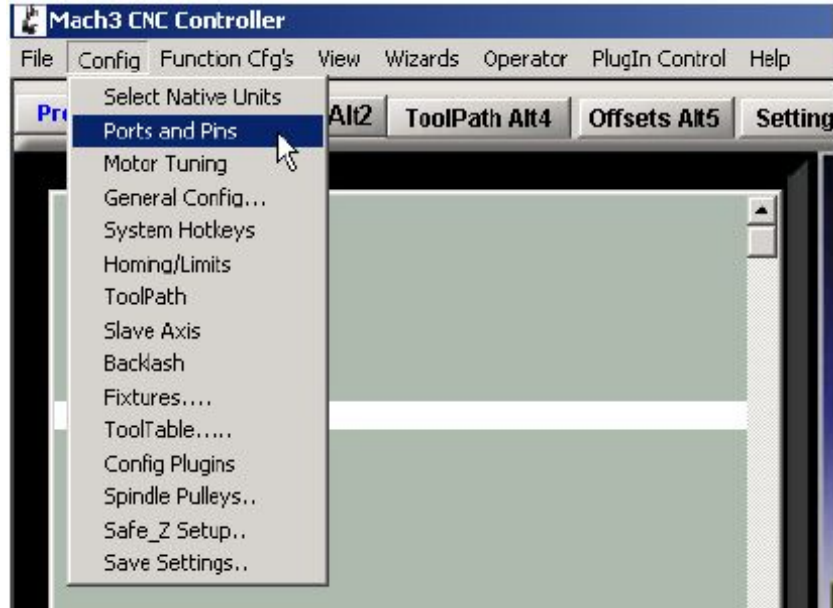 Mach3 CNC Controller
File Config Function Cfg's View Wizards Operator PlugIn Control Help
Alt2 ToolPath Alt4 Offsets Alt5
Select Native Units
Ports and Pins
Motor Tuning
General Config...
System Hotkeys
Homing/Limits
ToolPath
Slave Axis
Backlash
Fixtures....
ToolTable.....
Config Plugins
Spindle Pulleys..
Safe_Z Setup..
Save Settings..